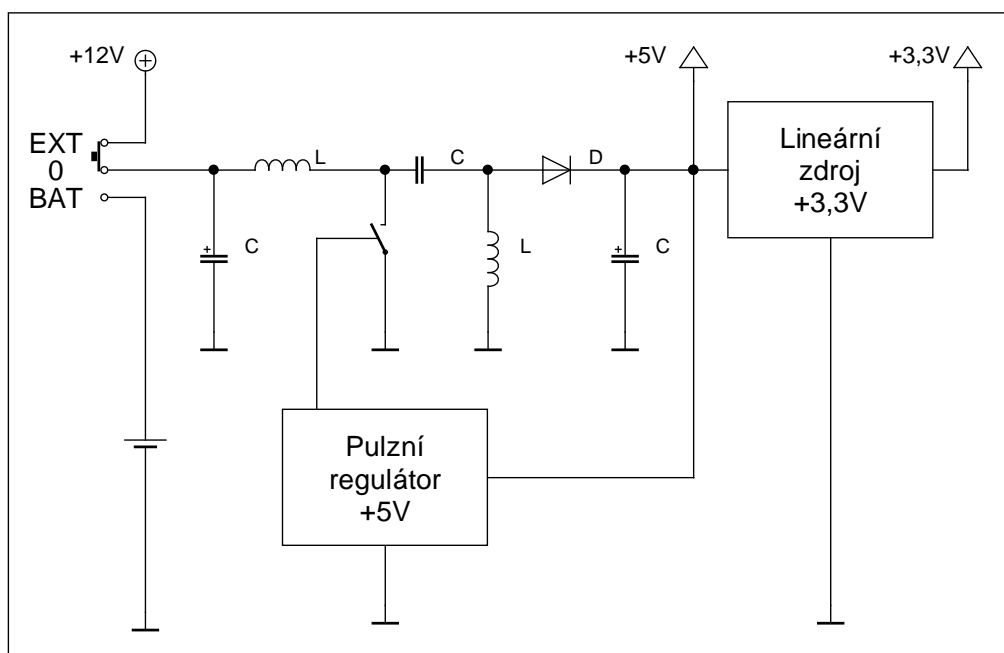 +12V
+5V
+3,3V
EXT
0
BAT
L
C
D
Lineární
zdroj
+3,3V
+
C
L
+
C
Pulzní
regulátor
+5V